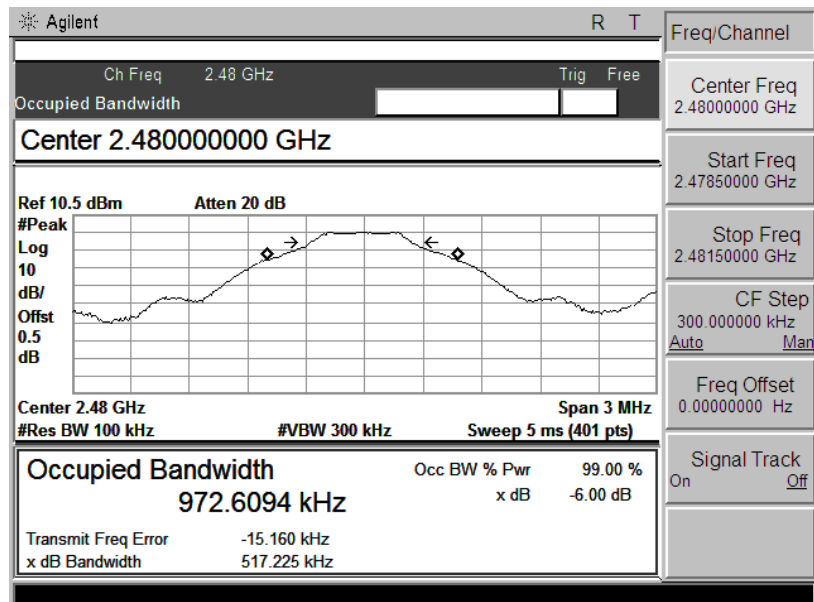 Agilent R T
Ch Freq 2.48 GHz Trig Free
Occupied Bandwidth
Center 2.480000000 GHz
Ref 10.5 dBm Atten 20 dB
#Peak
Log
10
dB/
Offst
0.5
dB
Center 2.48 GHz Span 3 MHz
#Res BW 100 kHz #VBW 300 kHz Sweep 5 ms (401 pts)
Occupied Bandwidth Occ BW % Pwr 99.00 %
972.6094 kHz x dB -6.00 dB
Transmit Freq Error -15.160 kHz
x dB Bandwidth 517.225 kHz
Freq/Channel
Center Freq
2.48000000 GHz
Start Freq
2.47850000 GHz
Stop Freq
2.48150000 GHz
CF Step
300.000000 kHz
Auto Man
Freq Offset
0.00000000 Hz
Signal Track
On Off